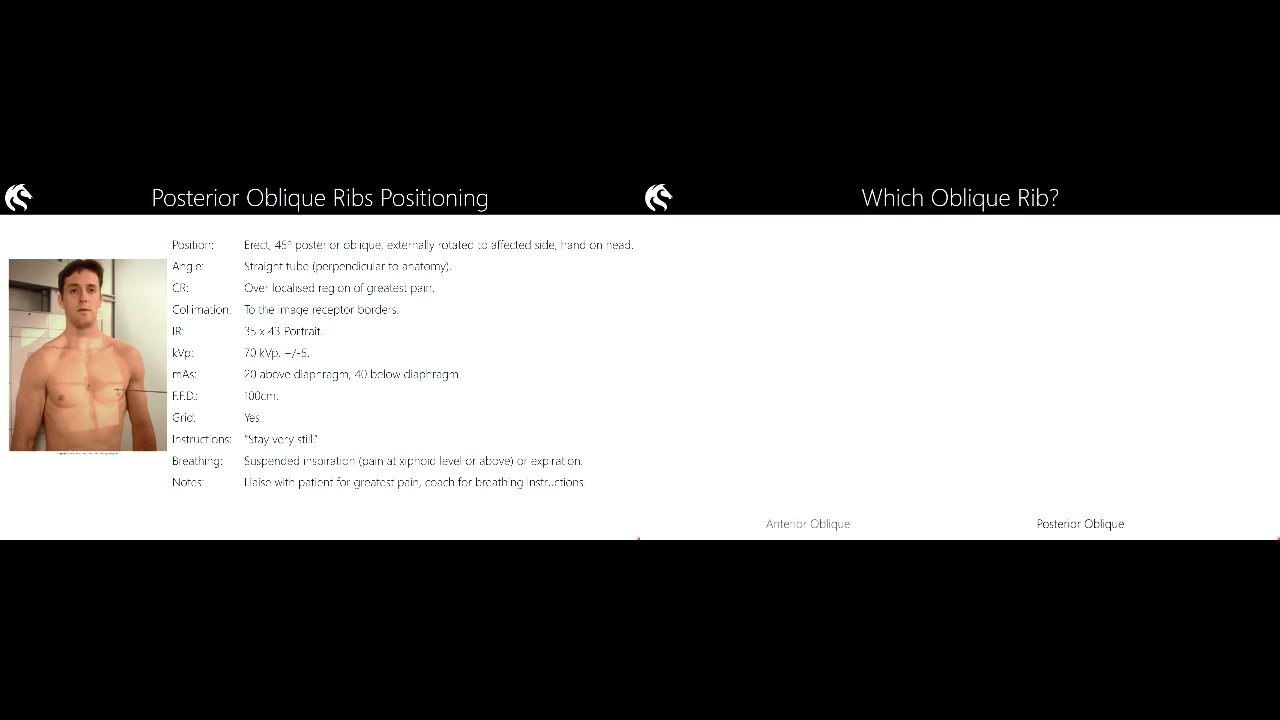 Posterior Oblique Ribs Positioning
Position: Erect, 45° posterior oblique, externally rotated to affected side, hand on head.
Angle: Straight tube (perpendicular to anatomy).
CR: Over localised region of greatest pain.
Collimation: To the image receptor borders.
IR: 35 x 43 Portrait.
kVp: 70 kVp. +/-5.
mAs: 20 above diaphragm, 40 below diaphragm
F.F.D.: 100cm.
Grid: Yes.
Instructions: "Stay very still."
Breathing: Suspended inspiration (pain at xiphoid level or above) or expiration.
Notes: Liaise with patient for greatest pain, coach for breathing instructions.
Which Oblique Rib?
Anterior Oblique
Posterior Oblique